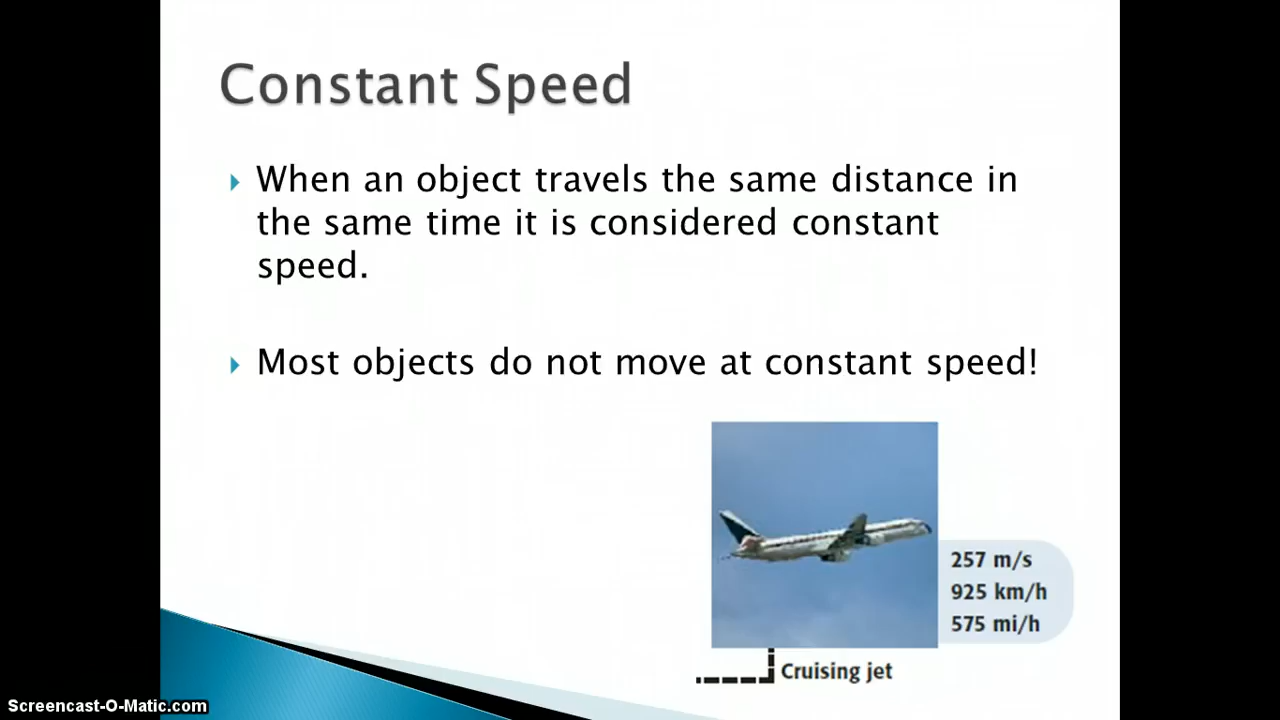 Constant Speed
When an object travels the same distance in
the same time it is considered constant
speed.
Most objects do not move at constant speed!
257 m/s
925 km/h
575 mi/h
Cruising jet
Screencast-O-Matic.com